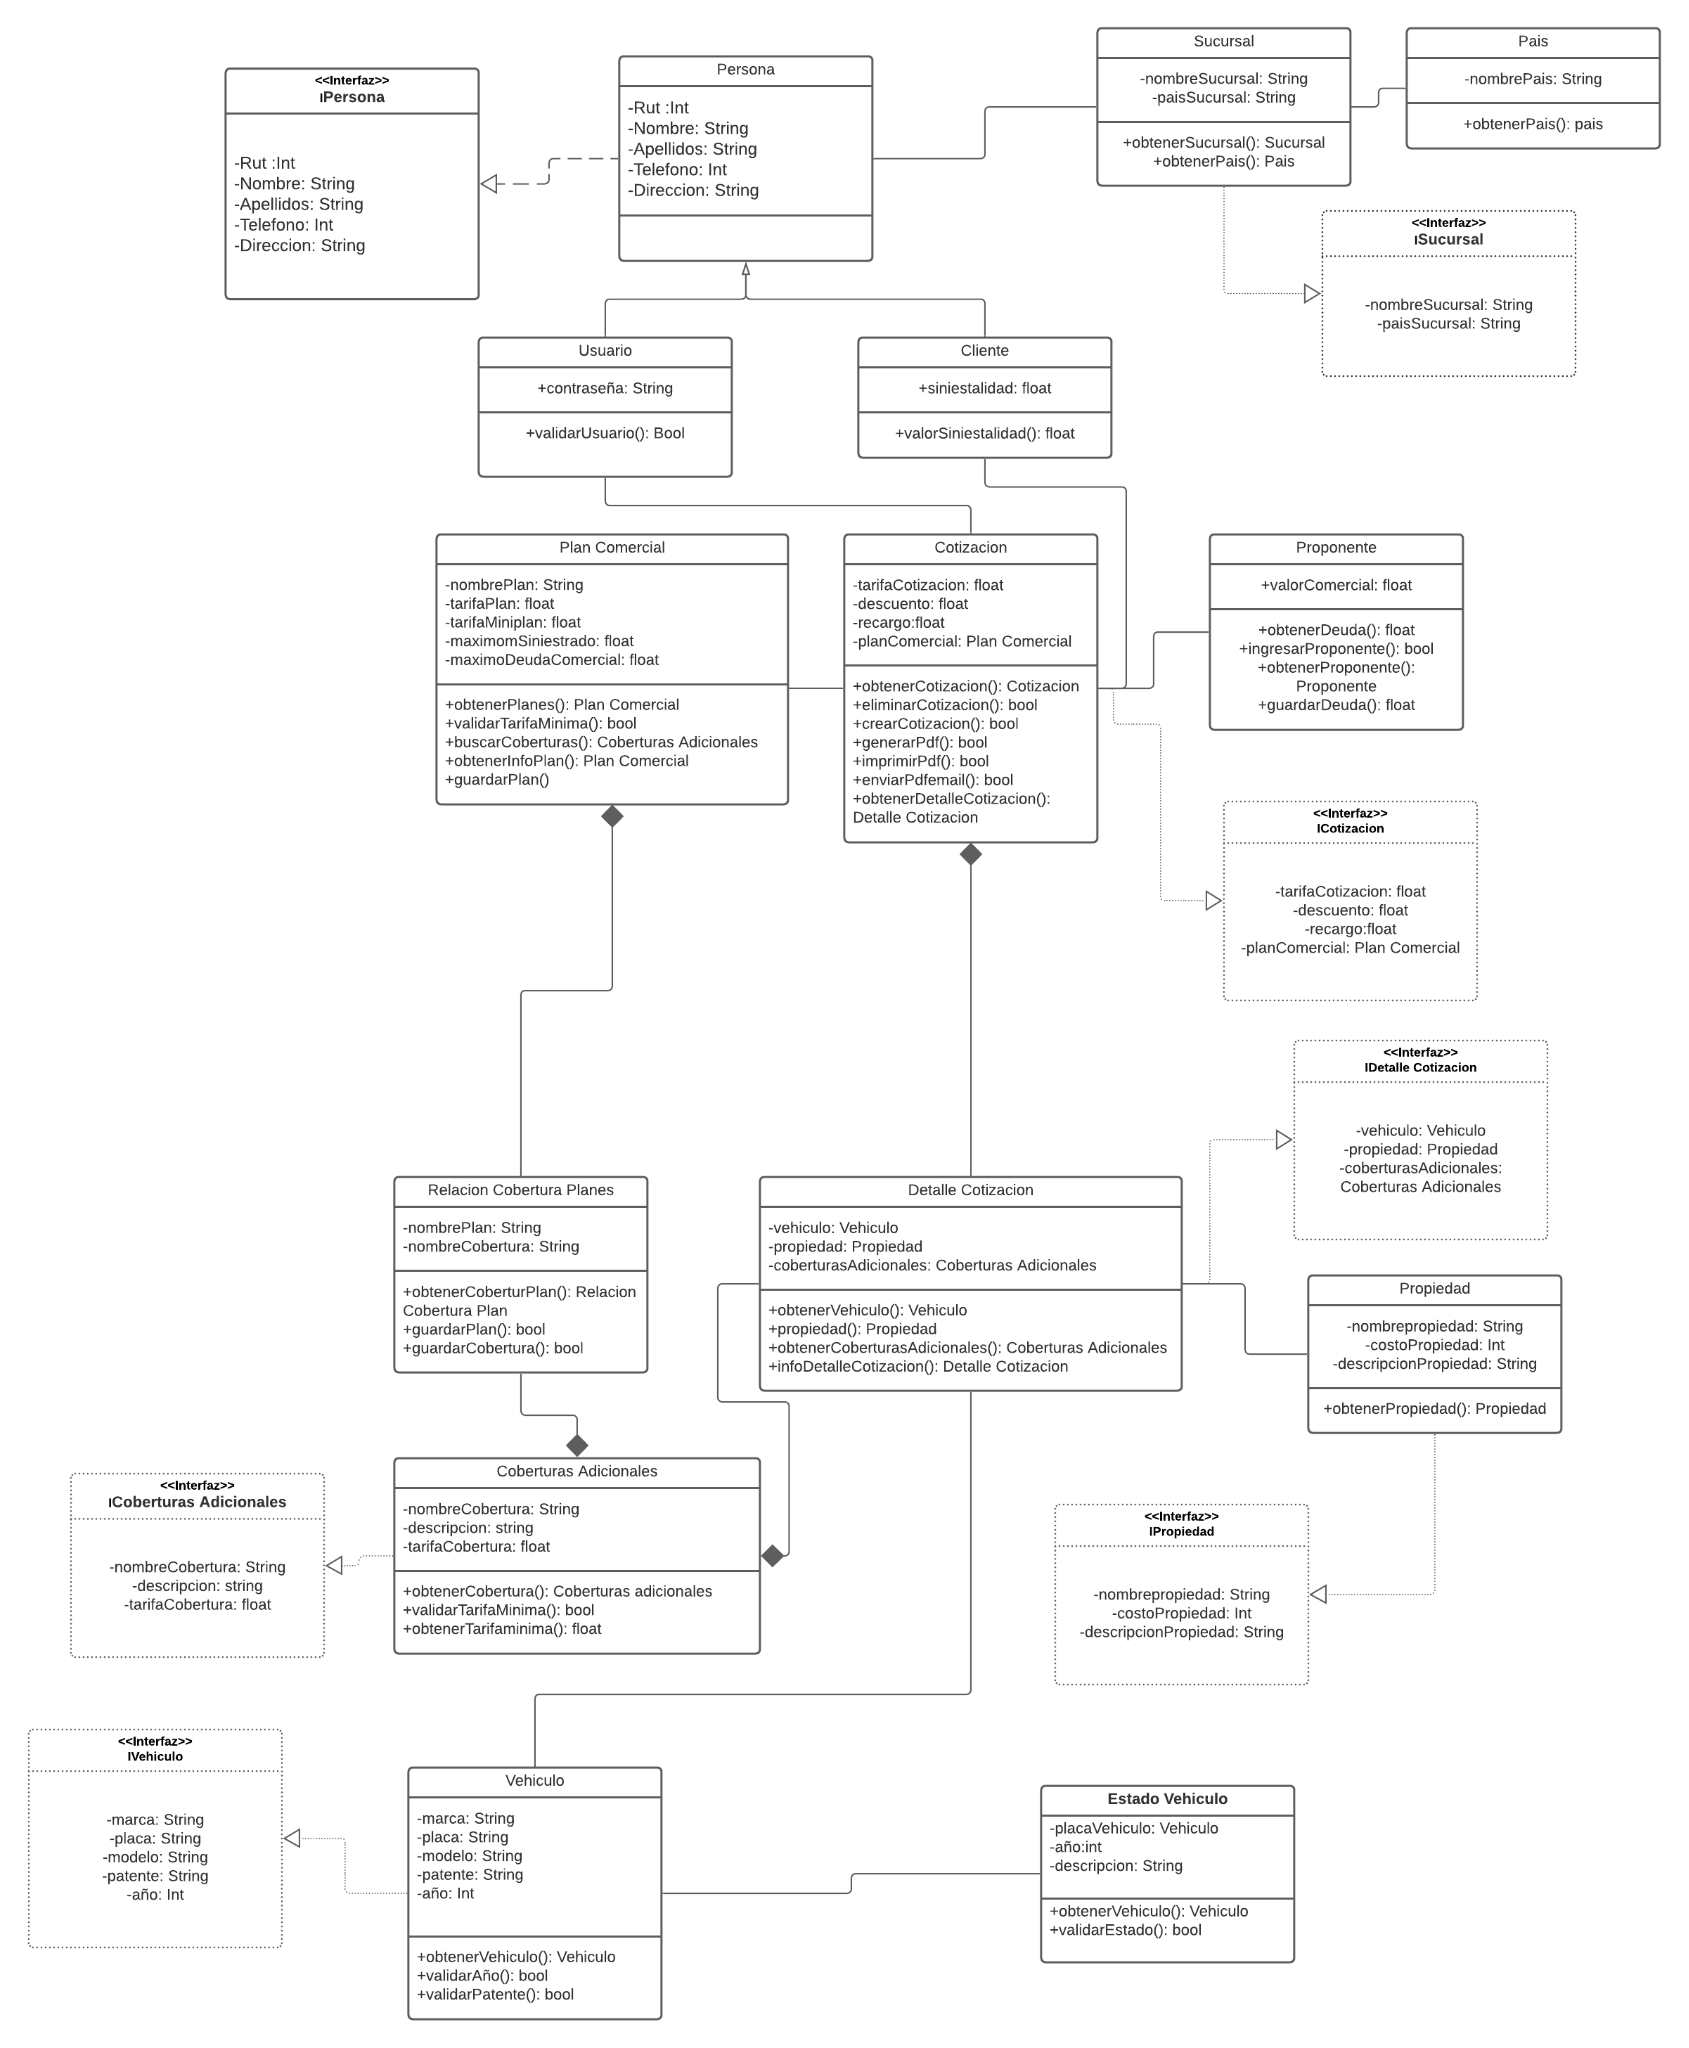 <<Interfaz>>
IPersona
-Rut :Int
-Nombre: String
-Apellidos: String
-Telefono: Int
-Direccion: String
Persona
-Rut :Int
-Nombre: String
-Apellidos: String
-Telefono: Int
-Direccion: String
Sucursal
-nombreSucursal: String
-paisSucursal: String
+obtenerSucursal(): Sucursal
+obtenerPais(): Pais
Pais
-nombrePais: String
+obtenerPais(): pais
<<Interfaz>>
ISucursal
-nombreSucursal: String
-paisSucursal: String
Usuario
+contraseña: String
+validarUsuario(): Bool
Cliente
+siniestalidad: float
+valorSiniestalidad(): float
Plan Comercial
-nombrePlan: String
-tarifaPlan: float
-tarifaMiniplan: float
-maximomSiniestrado: float
-maximoDeudaComercial: float
+obtenerPlanes(): Plan Comercial
+validarTarifaMinima(): bool
+buscarCoberturas(): Coberturas Adicionales
+obtenerInfoPlan(): Plan Comercial
+guardarPlan()
Cotizacion
-tarifaCotizacion: float
-descuento: float
-recargo:float
-planComercial: Plan Comercial
+obtenerCotizacion(): Cotizacion
+eliminarCotizacion(): bool
+crearCotizacion(): bool
+generarPdf(): bool
+imprimirPdf(): bool
+enviarPdfemail(): bool
+obtenerDetalleCotizacion():
Detalle Cotizacion
Proponente
+valorComercial: float
+obtenerDeuda(): float
+ingresarProponente(): bool
+obtenerProponente():
Proponente
+guardarDeuda(): float
<<Interfaz>>
ICotizacion
-tarifaCotizacion: float
-descuento: float
-recargo:float
-planComercial: Plan Comercial
<<Interfaz>>
IDetalle Cotizacion
-vehiculo: Vehiculo
-propiedad: Propiedad
-coberturasAdicionales:
Coberturas Adicionales
Relacion Cobertura Planes
-nombrePlan: String
-nombreCobertura: String
+obtenerCoberturPlan(): Relacion
Cobertura Plan
+guardarPlan(): bool
+guardarCobertura(): bool
Detalle Cotizacion
-vehiculo: Vehiculo
-propiedad: Propiedad
-coberturasAdicionales: Coberturas Adicionales
+obtenerVehiculo(): Vehiculo
+propiedad(): Propiedad
+obtenerCoberturasAdicionales(): Coberturas Adicionales
+infoDetalleCotizacion(): Detalle Cotizacion
Propiedad
-nombrepropiedad: String
-costoPropiedad: Int
-descripcionPropiedad: String
+obtenerPropiedad(): Propiedad
<<Interfaz>>
ICoberturas Adicionales
-nombreCobertura: String
-descripcion: string
-tarifaCobertura: float
Coberturas Adicionales
-nombreCobertura: String
-descripcion: string
-tarifaCobertura: float
+obtenerCobertura(): Coberturas adicionales
+validarTarifaMinima(): bool
+obtenerTarifaminima(): float
<<Interfaz>>
IPropiedad
-nombrepropiedad: String
-costoPropiedad: Int
-descripcionPropiedad: String
<<Interfaz>>
IVehiculo
-marca: String
-placa: String
-modelo: String
-patente: String
-año: Int
Vehiculo
-marca: String
-placa: String
-modelo: String
-patente: String
-año: Int
+obtenerVehiculo(): Vehiculo
+validarAño(): bool
+validarPatente(): bool
Estado Vehiculo
-placaVehiculo: Vehiculo
-año:int
-descripcion: String
+obtenerVehiculo(): Vehiculo
+validarEstado(): bool